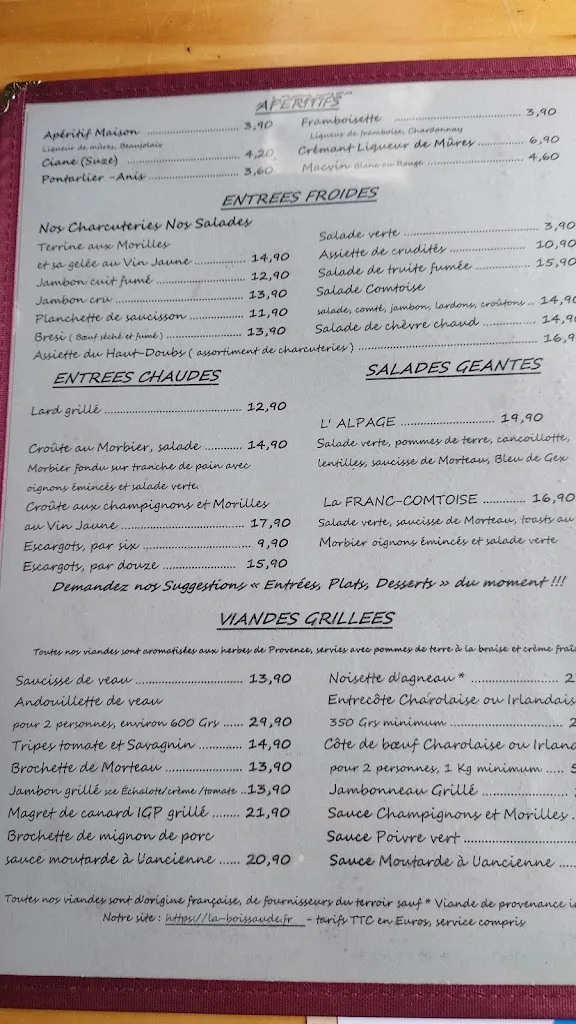 APERITIFS
Apéritif Maison ........ 3,90
Liqueur de mûres, Beaujolais
Ciane (Suze) ........ 4,20
Pontarlier -Anis ........ 3,60
Framboisette ........ 3,90
Liqueur de framboise, Chardonnay
Crémant Liqueur de Mûres ........ 6,90
Macvin Blanc ou Rouge ........ 4,60
ENTREES FROIDES
Nos Charcuteries Nos Salades
Terrine aux Morilles
et sa gelée au Vin Jaune ........ 14,90
Jambon cuit fumé ........ 12,90
Jambon cru ........ 13,90
Planchette de saucisson ........ 11,90
Bresi ( Bœuf séché et fumé ) ........ 13,90
Assiette du Haut-Doubs ( assortiment de charcuteries ) ........ 16,9
Salade verte ........ 3,90
Assiette de crudités ........ 10,90
Salade de truite fumée ........ 15,90
Salade Comtoise
salade, comté, jambon, lardons, croûtons .. 14,90
Salade de chèvre chaud ........ 14,9
ENTREES CHAUDES
Lard grillé ........ 12,90
Croûte au Morbier, salade ........ 14,90
Morbier fondu sur tranche de pain avec
oignons émincés et salade verte.
Croûte aux champignons et Morilles
au Vin Jaune ........ 17,90
Escargots, par six ........ 9,90
Escargots, par douze ........ 15,90
SALADES GEANTES
L' ALPAGE ........ 19,90
Salade verte, pommes de terre, cancoillotte,
lentilles, saucisse de Morteau, Bleu de Gex
La FRANC-COMTOISE ........ 16,90
Salade verte, saucisse de Morteau, toasts au
Morbier oignons émincés et salade verte
Demandez nos Suggestions « Entrées, Plats, Desserts » du moment !!!
VIANDES GRILLEES
Toutes nos viandes sont aromatisées aux herbes de Provence, servies avec pommes de terre à la braise et crème fraî
Saucisse de veau ........ 13,90
Andouillette de veau
pour 2 personnes, environ 600 Grs ...... 29,90
Tripes tomate et Savagnin ........ 14,90
Brochette de Morteau ........ 13,90
Jambon grillé sce Échalote/crème /tomate ..13,90
Magret de canard IGP grillé ....... 21,90
Brochette de mignon de porc
sauce moutarde à l'ancienne ...... 20,90
Noisette d'agneau * ........ 2
Entrecôte Charolaise ou Irlandais
350 Grs minimum ........ 2
Côte de bœuf Charolaise ou Irland
pour 2 personnes, 1 Kg minimum ..... 5
Jambonneau Grillé ........
Sauce Champignons et Morilles .
Sauce Poivre vert ........
Sauce Moutarde à l'ancienne ....
Toutes nos viandes sont d'origine française, de fournisseurs du terroir sauf * Viande de provenance i
Notre site : https://la-boissaude.fr - tarifs TTC en Euros, service compris